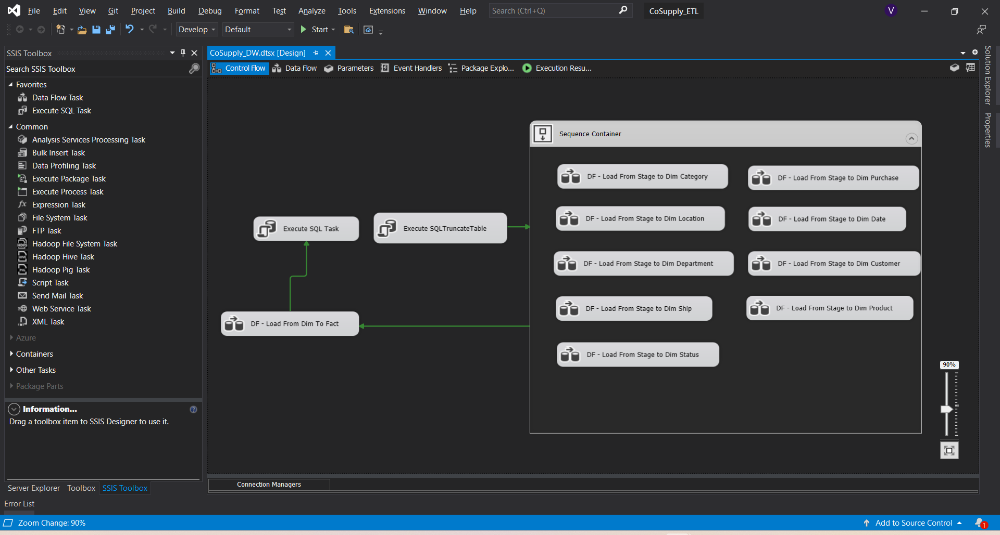 File Edit View Git Project Build Debug Format Test Analyze Tools Extensions Window Help Search (Ctrl+Q) CoSupply_ETL V
Develop Default Start
SSIS Toolbox
Search SSIS Toolbox
Favorites
Data Flow Task
Execute SQL Task
Common
Analysis Services Processing Task
Bulk Insert Task
Data Profiling Task
Execute Package Task
Execute Process Task
Expression Task
File System Task
FTP Task
Hadoop File System Task
Hadoop Hive Task
Hadoop Pig Task
Script Task
Send Mail Task
Web Service Task
XML Task
Azure
Containers
Other Tasks
Package Parts
Information...
Drag a toolbox item to SSIS Designer to use it.
Server Explorer Toolbox SSIS Toolbox
Error List
CoSupply_DW.dtsx [Design]
Control Flow Data Flow Parameters Event Handlers Package Explo... Execution Resu...
Sequence Container
DF - Load From Stage to Dim Category
DF - Load From Stage to Dim Purchase
DF - Load From Stage to Dim Location
DF - Load From Stage to Dim Date
Execute SQL Task
Execute SQLTruncateTable
DF - Load From Stage to Dim Department
DF - Load From Stage to Dim Customer
DF - Load From Stage to Dim Ship
DF - Load From Stage to Dim Product
DF - Load From Dim To Fact
DF - Load From Stage to Dim Status
90%
Connection Managers
Solution Explorer
Properties
Zoom Change: 90%
Add to Source Control
1